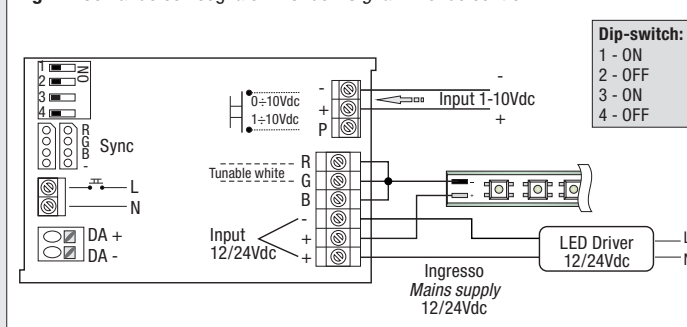 Dip-switch:
1 - ON
2 - OFF
3 - ON
4 - OFF
1
2
3
4
ON
R
G
B
-
Sync
L
N
DA +
DA -
0÷10Vdc
1÷10Vdc
-
+
P
-
Input 1-10Vdc
+
Tunable white
R
G
B
-
+
+
Input
12/24Vdc
-
+
LED Driver
12/24Vdc
L
Ingresso
Mains supply
12/24Vdc